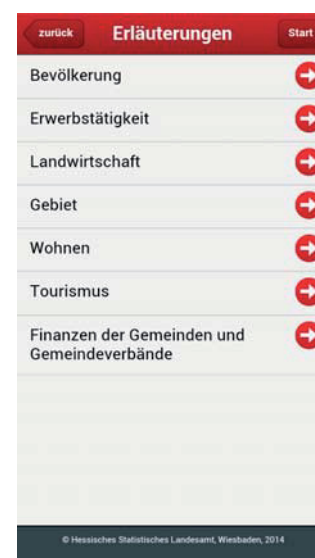 zurück Erläuterungen Start
Bevölkerung
Erwerbstätigkeit
Landwirtschaft
Gebiet
Wohnen
Tourismus
Finanzen der Gemeinden und
Gemeindeverbände
© Hessisches Statistisches Landesamt, Wiesbaden, 2014